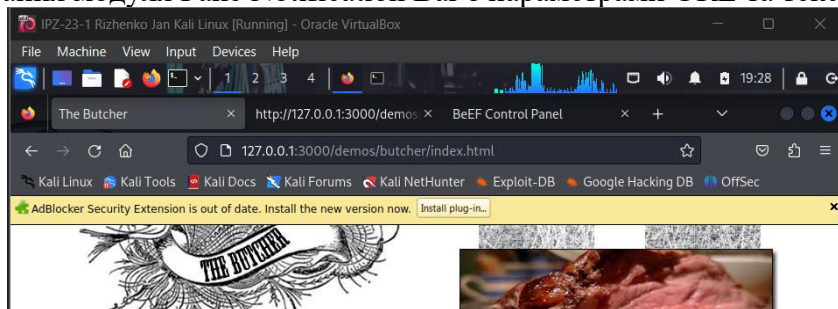 IPZ-23-1 Rizhenko Jan Kali Linux [Running] - Oracle VirtualBox
File Machine View Input Devices Help
1 2 3 4 19:28
The Butcher http://127.0.0.1:3000/demos BeEF Control Panel
127.0.0.1:3000/demos/butcher/index.html
Kali Linux Kali Tools Kali Docs Kali Forums Kali NetHunter Exploit-DB Google Hacking DB OffSec
AdBlocker Security Extension is out of date. Install the new version now. Install plug-in...
THE BUTCHER